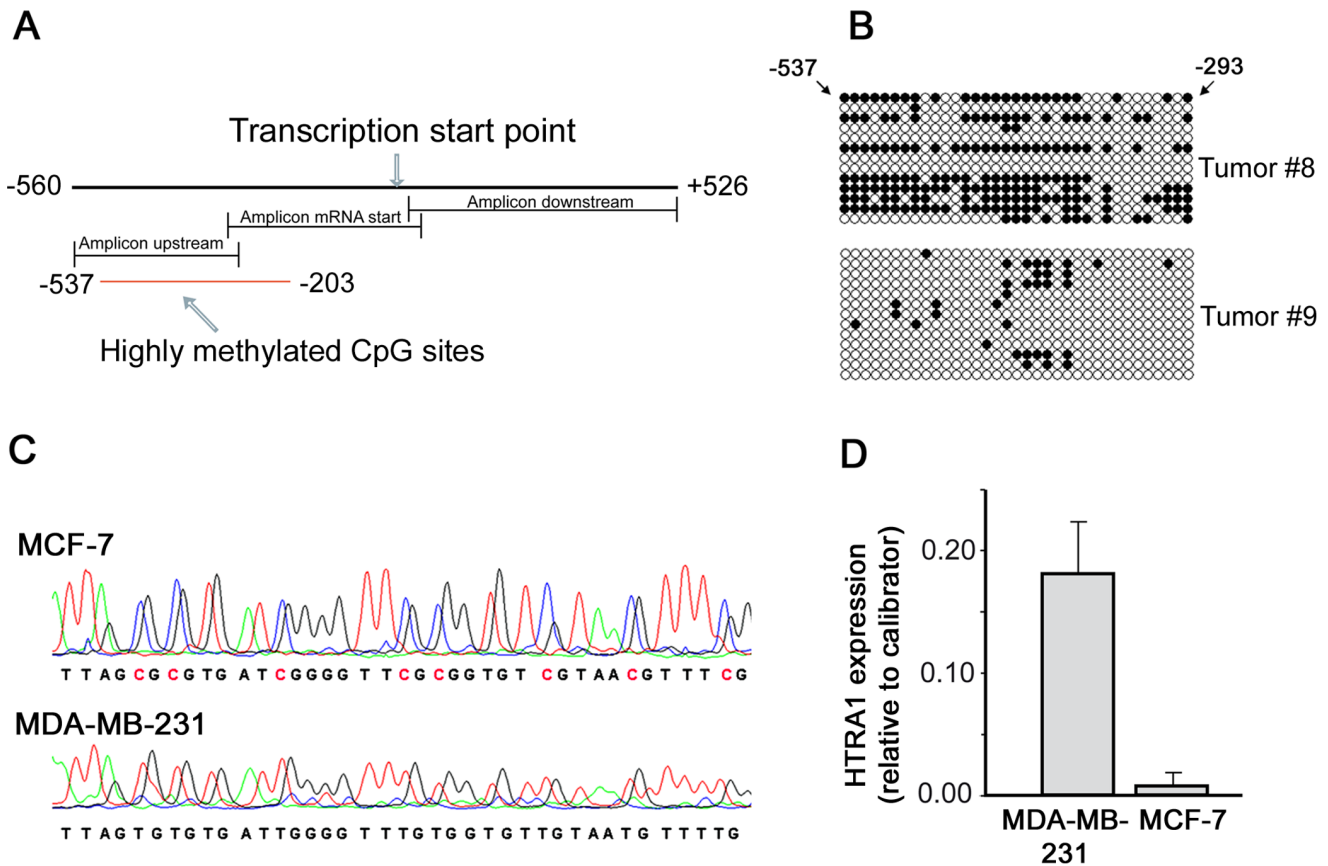 A
Transcription start point
-560
+526
Amplicon downstream
Amplicon mRNA start
Amplicon upstream
-537
-203
Highly methylated CpG sites
B
-537
-293
Tumor #8
Tumor #9
C
MCF-7
T T A G C G C G T G A T C G G G G T T C G C G G T G T C G T A A C G T T T C G
MDA-MB-231
T T A G T G T G T G A T T G G G G T T T G T G G T G T T G T A A T G T T T T G
D
HTRA1 expression
(relative to calibrator)
0.20
0.10
0.00
MDA-MB-
231
MCF-7